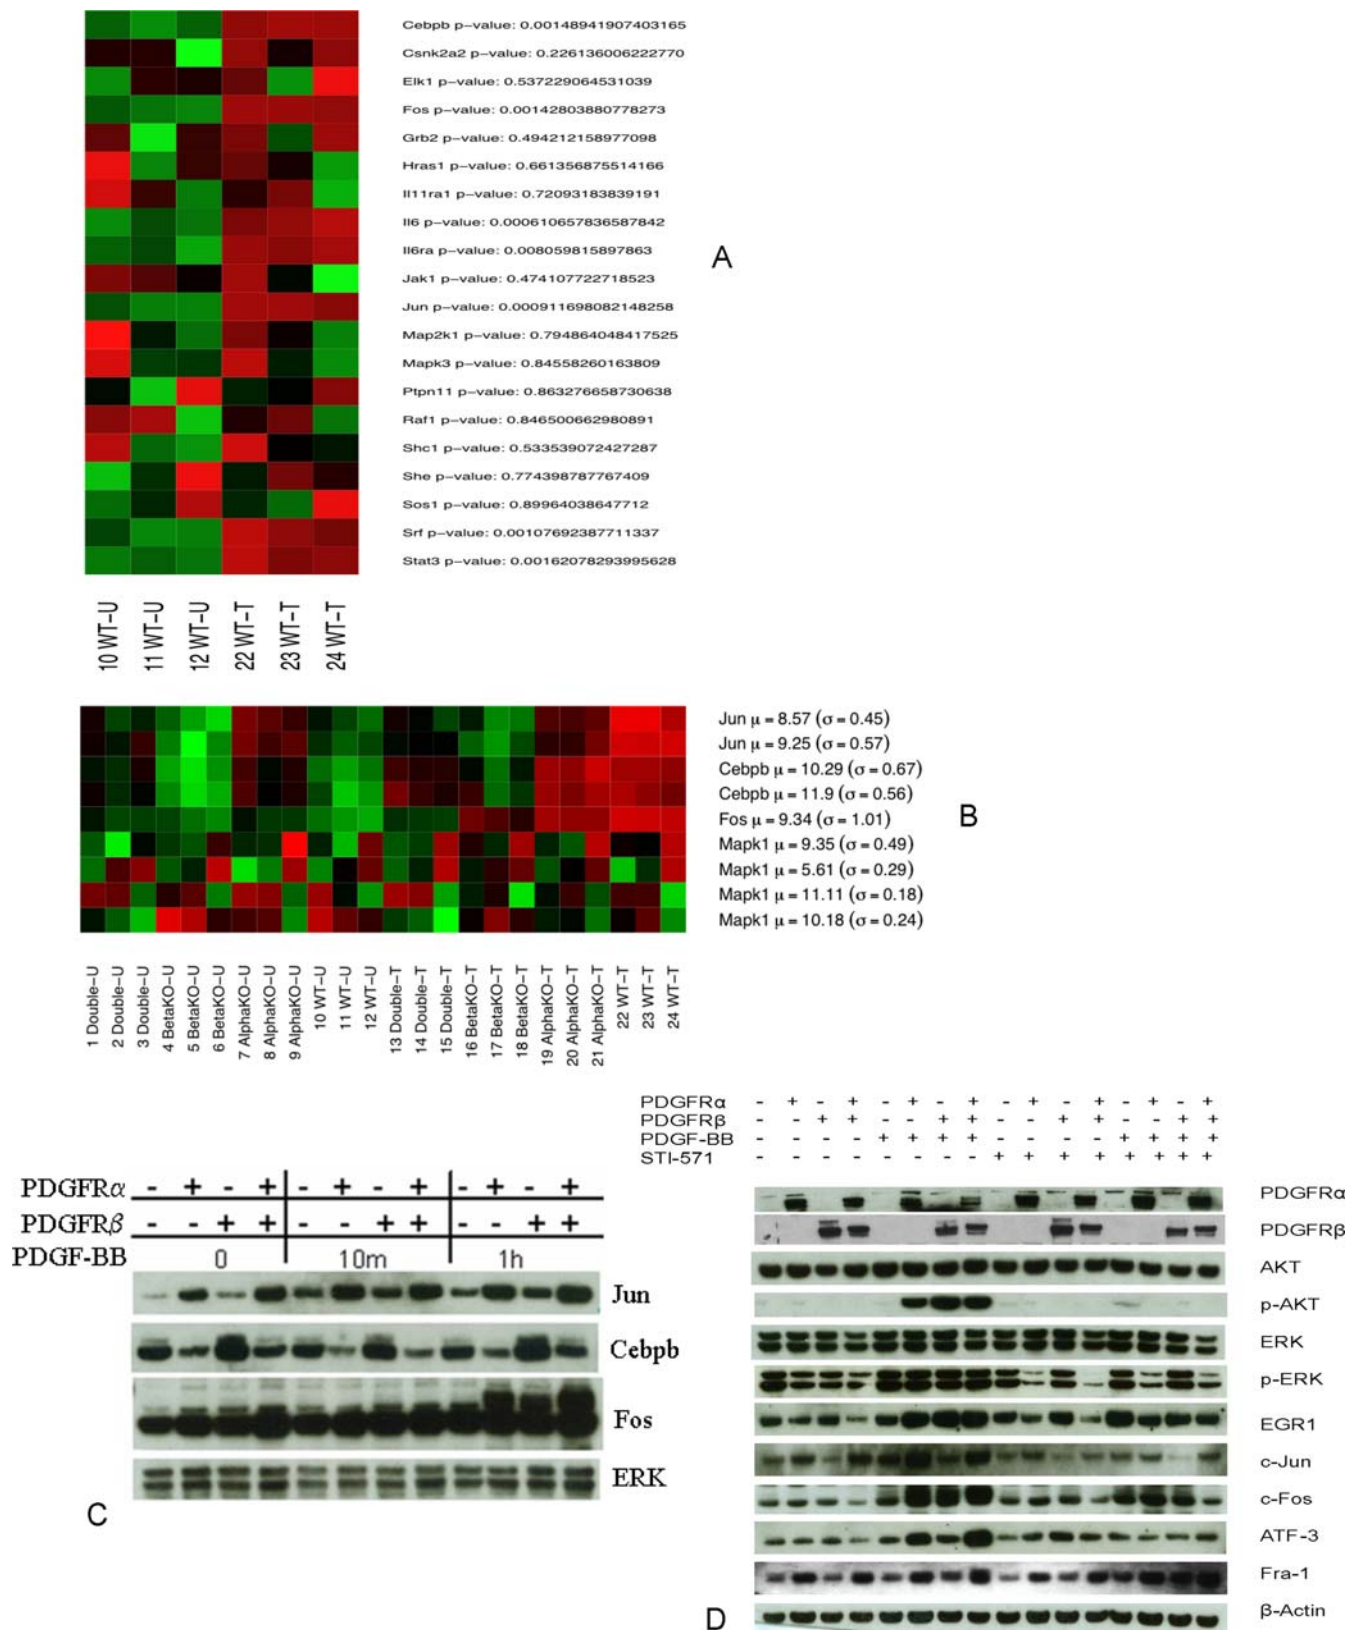 Cebpb p-value: 0.00148941907403165
Csnk2a2 p-value: 0.226136006222770
Elk1 p-value: 0.537229064531039
Fos p-value: 0.00142803880778273
Grb2 p-value: 0.494212158977098
Hras1 p-value: 0.661356875514166
Il11ra1 p-value: 0.72093183839191
Il6 p-value: 0.000610657836587842
Il6ra p-value: 0.008059815897863
Jak1 p-value: 0.474107722718523
Jun p-value: 0.000911698082148258
Map2k1 p-value: 0.794864048417525
Mapk3 p-value: 0.84558260163809
Ptpn11 p-value: 0.863276658730638
Raf1 p-value: 0.846500662980891
Shc1 p-value: 0.533539072427287
She p-value: 0.774398787767409
Sos1 p-value: 0.89964038647712
Srf p-value: 0.00107692387711337
Stat3 p-value: 0.00162078293995628
A
10 WT-U
11 WT-U
12 WT-U
22 WT-T
23 WT-T
24 WT-T
Jun μ = 8.57 (σ = 0.45)
Jun μ = 9.25 (σ = 0.57)
Cebpb μ = 10.29 (σ = 0.67)
Cebpb μ = 11.9 (σ = 0.56)
Fos μ = 9.34 (σ = 1.01)
Mapk1 μ = 9.35 (σ = 0.49)
Mapk1 μ = 5.61 (σ = 0.29)
Mapk1 μ = 11.11 (σ = 0.18)
Mapk1 μ = 10.18 (σ = 0.24)
B
1 Double-U
2 Double-U
3 Double-U
4 BetaKO-U
5 BetaKO-U
6 BetaKO-U
7 AlphaKO-U
8 AlphaKO-U
9 AlphaKO-U
10 WT-U
11 WT-U
12 WT-U
13 Double-T
14 Double-T
15 Double-T
16 BetaKO-T
17 BetaKO-T
18 BetaKO-T
19 AlphaKO-T
20 AlphaKO-T
21 AlphaKO-T
22 WT-T
23 WT-T
24 WT-T
PDGFRα - + - + - + - + - + - +
PDGFRβ - - + + - - + + - - + +
PDGF-BB 0 10m 1h
Jun
Cebpb
Fos
ERK
C
PDGFRα - + - + - + - + - + - + - + - +
PDGFRβ - - + + - - + + - - + + - - + +
PDGF-BB - - - - + + + + - - - - + + + +
STI-571 - - - - - - - - + + + + + + + +
PDGFRα
PDGFRβ
AKT
p-AKT
ERK
p-ERK
EGR1
c-Jun
c-Fos
ATF-3
Fra-1
β-Actin
D